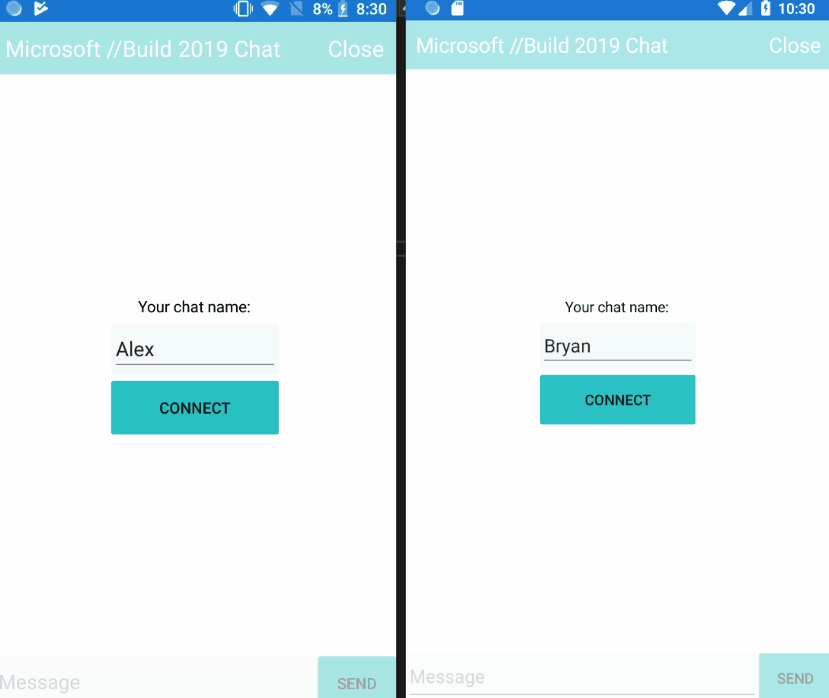 8% 8:30
Microsoft //Build 2019 Chat Close
Your chat name:
Alex
CONNECT
Message SEND
10:30
Microsoft //Build 2019 Chat Close
Your chat name:
Bryan
CONNECT
Message SEND